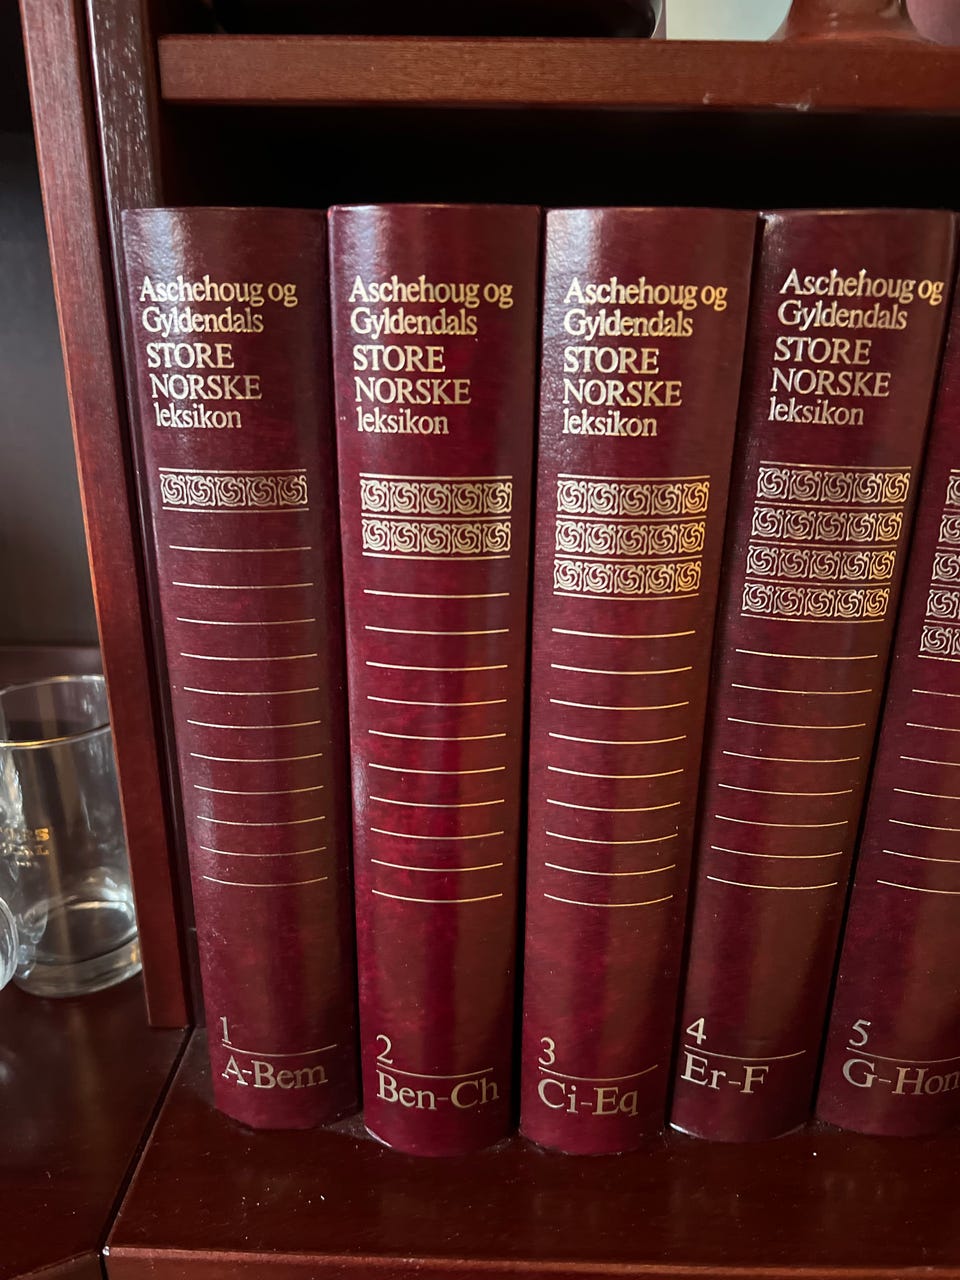 Aschehoug og
Gyldendals
STORE
NORSKE
leksikon
1
A-Bem
Aschehoug og
Gyldendals
STORE
NORSKE
leksikon
2
Ben-Ch
Aschehoug og
Gyldendals
STORE
NORSKE
leksikon
3
Ci-Eq
Aschehoug og
Gyldendals
STORE
NORSKE
leksikon
4
Er-F
5
G-Hon